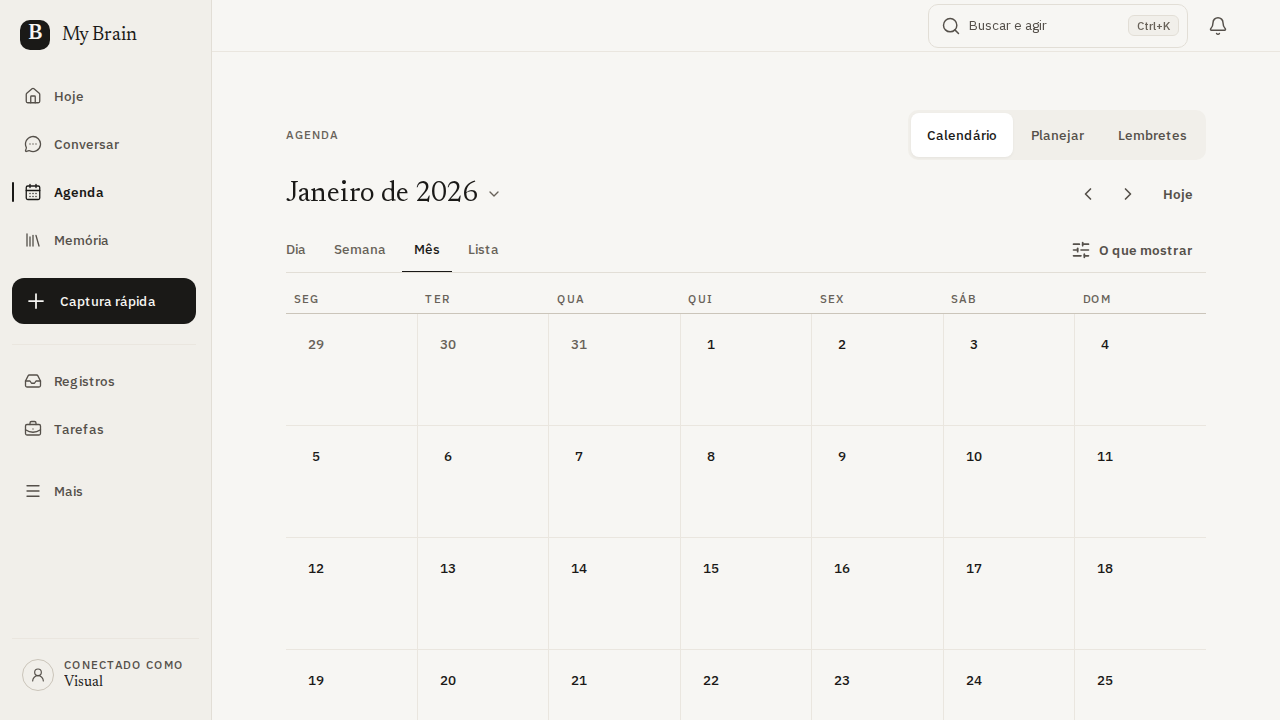 B My Brain
Hoje
Conversar
Agenda
Memória
Captura rápida
Registros
Tarefas
Mais
CONECTADO COMO
Visual
Buscar e agir Ctrl+K
AGENDA
Calendário Planejar Lembretes
Janeiro de 2026
Hoje
Dia Semana Mês Lista
O que mostrar
SEG TER QUA QUI SEX SÁB DOM
29 30 31 1 2 3 4
5 6 7 8 9 10 11
12 13 14 15 16 17 18
19 20 21 22 23 24 25